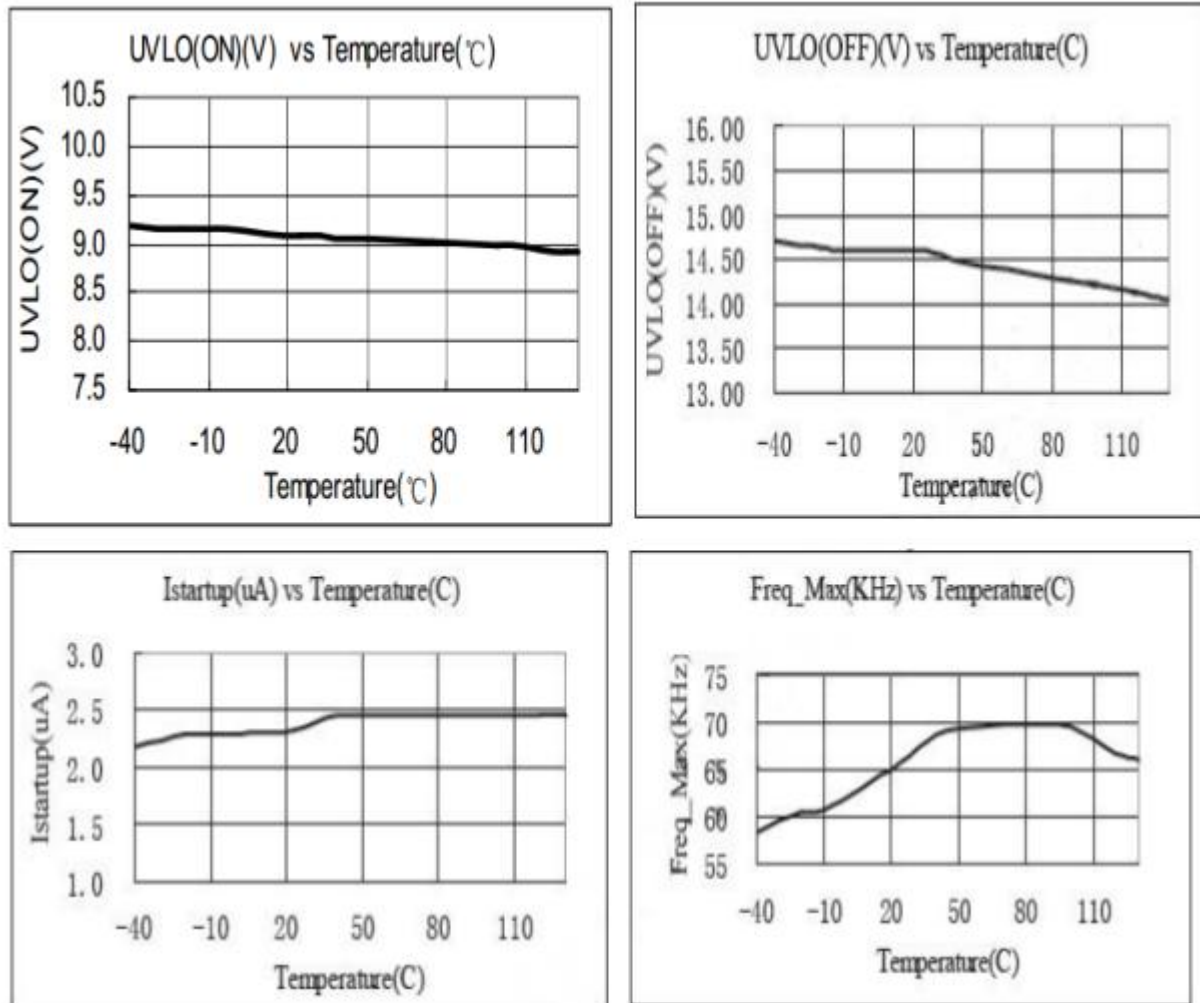 UVLO(ON)(V) vs Temperature(℃)
10.5
10.0
9.5
9.0
8.5
8.0
7.5
UVLO(ON)(V)
-40 -10 20 50 80 110
Temperature(℃)
UVLO(OFF)(V) vs Temperature(C)
16.00
15.50
15.00
14.50
14.00
13.50
13.00
UVLO(OFF)(V)
-40 -10 20 50 80 110
Temperature(C)
Istartup(uA) vs Temperature(C)
3.0
2.5
2.0
1.5
1.0
Istartup(uA)
-40 -10 20 50 80 110
Temperature(C)
Freq_Max(KHz) vs Temperature(C)
75
70
65
60
55
Freq_Max(KHz)
-40 -10 20 50 80 110
Temperature(C)